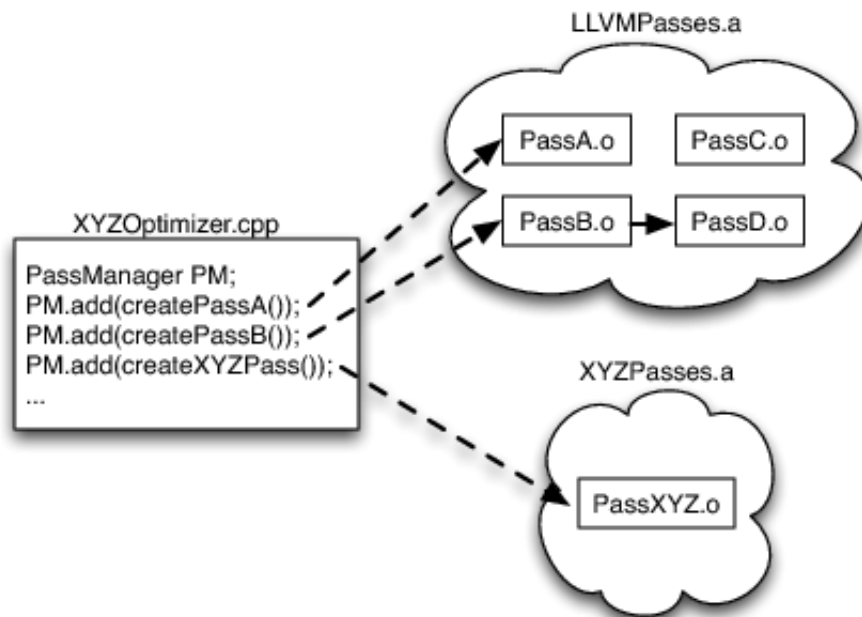 LLVMPasses.a
PassA.o
PassC.o
PassB.o
PassD.o
XYZOptimizer.cpp
PassManager PM;
PM.add(createPassA());
PM.add(createPassB());
PM.add(createXYZPass());
...
XYZPasses.a
PassXYZ.o